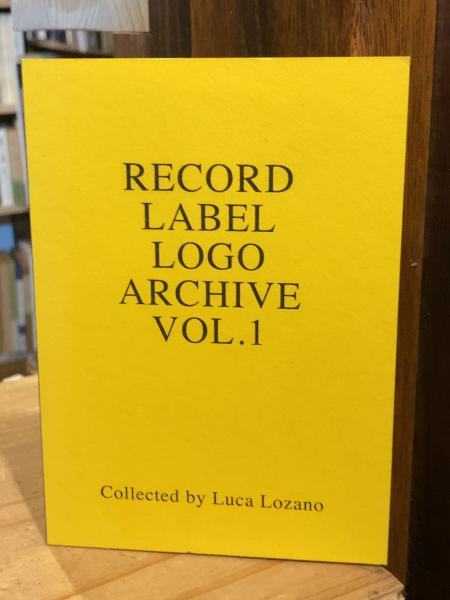 RECORD
LABEL
LOGO
ARCHIVE
VOL.1
Collected by Luca Lozano